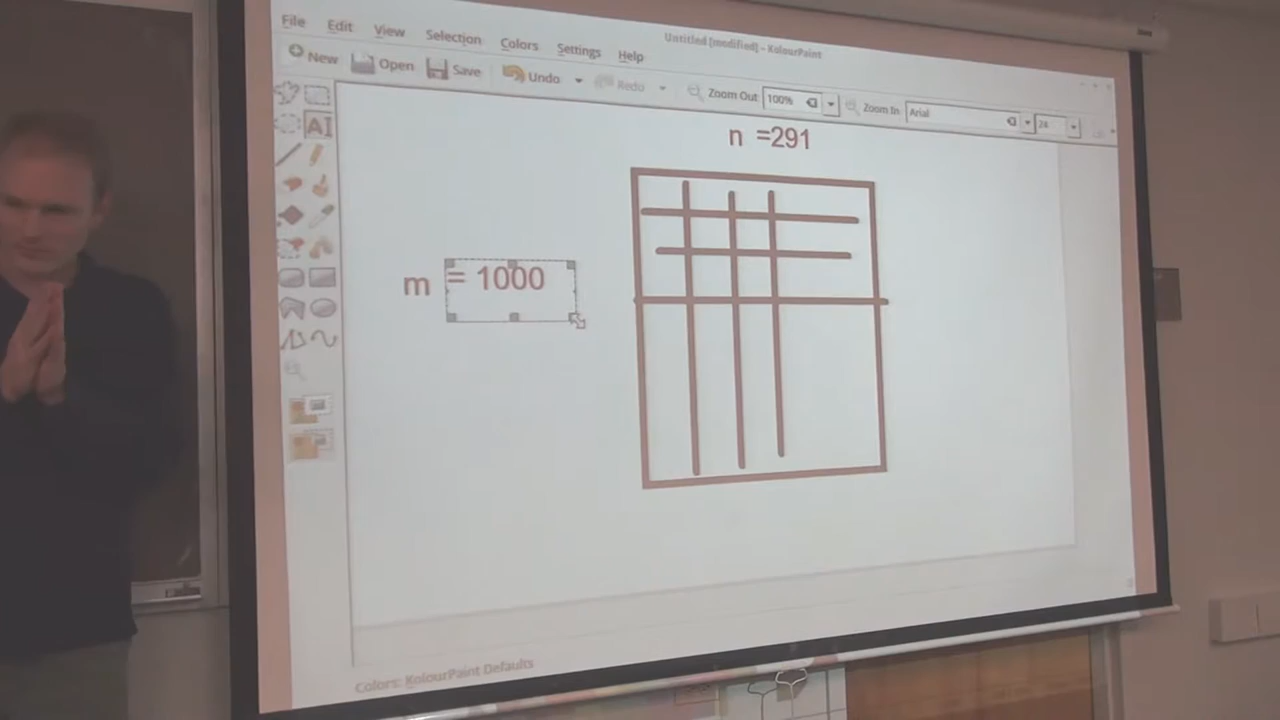 Untitled [modified] – KolourPaint
File Edit View Selection Colors Settings Help
New Open Save Undo Redo Zoom Out 100% Zoom In Arial 24
AI
n =291
m = 1000
Colors: KolourPaint Defaults